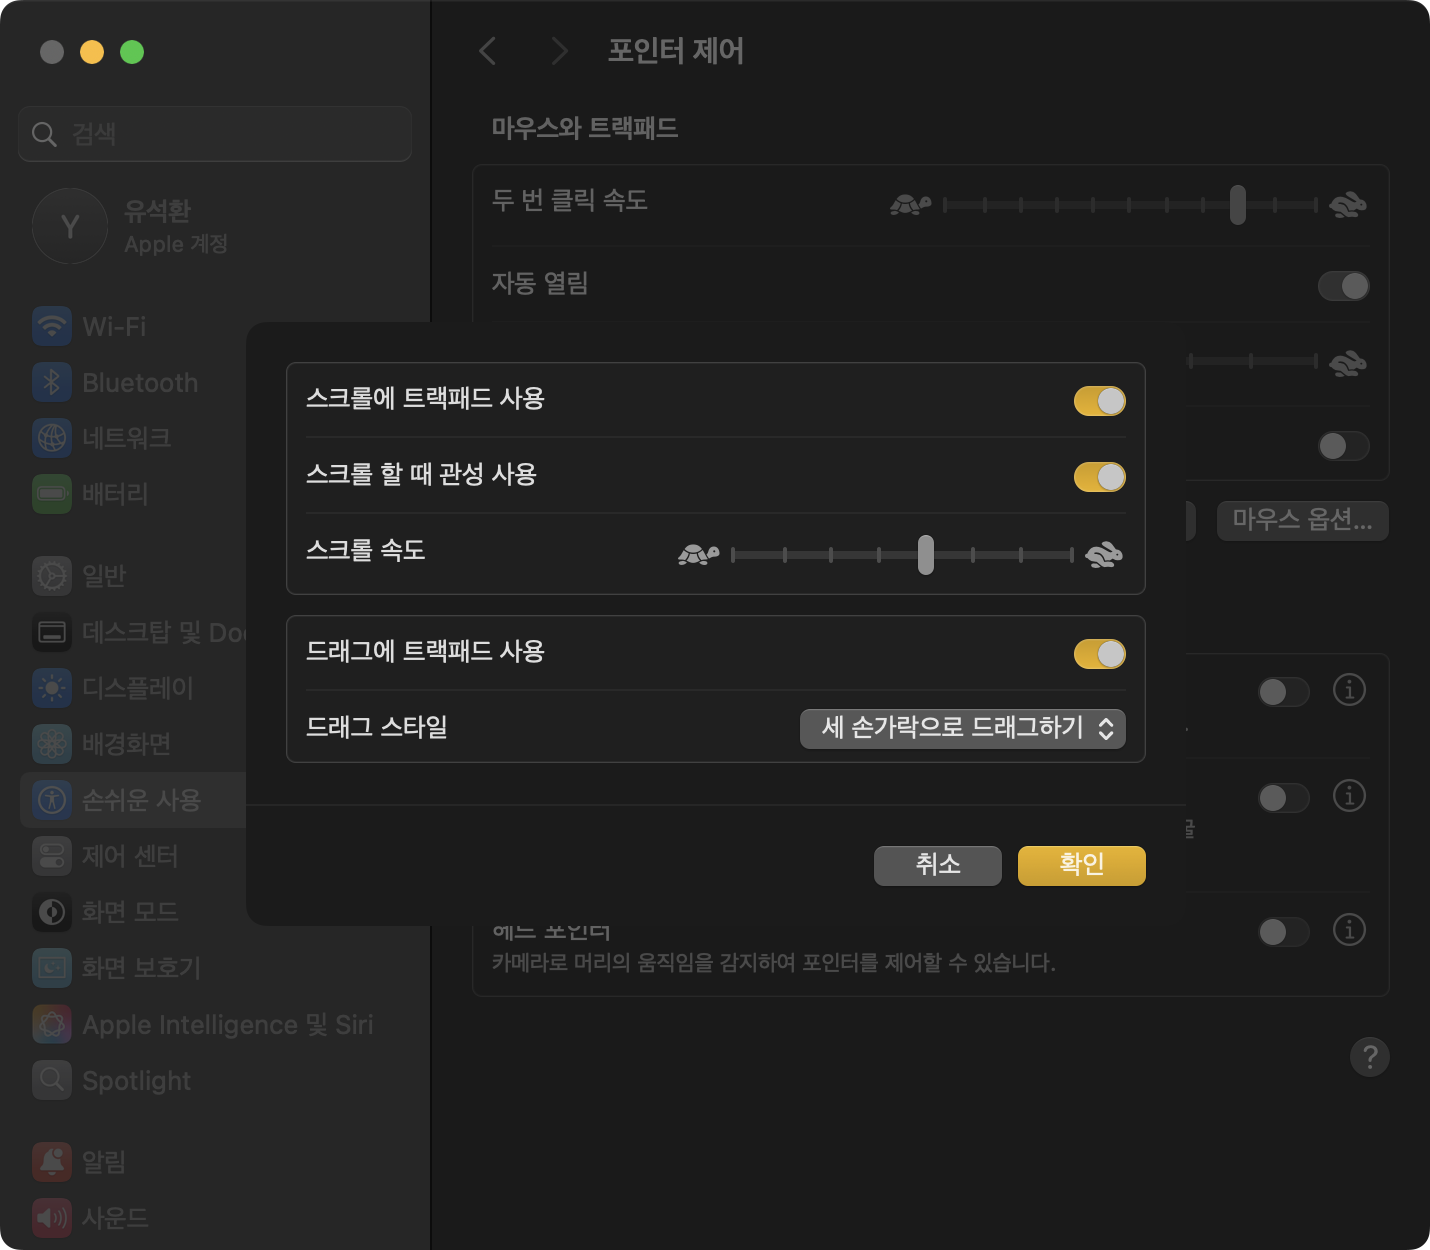 포인터 제어
검색
Y
유석환
Apple 계정
Wi-Fi
Bluetooth
네트워크
배터리
일반
데스크탑 및 Doc
디스플레이
배경화면
손쉬운 사용
제어 센터
화면 모드
화면 보호기
Apple Intelligence 및 Siri
Spotlight
알림
사운드
마우스와 트랙패드
두 번 클릭 속도
자동 열림
마우스 옵션...
스크롤에 트랙패드 사용
스크롤 할 때 관성 사용
스크롤 속도
드래그에 트랙패드 사용
드래그 스타일
세 손가락으로 드래그하기
취소
확인
헤드 포인터
카메라로 머리의 움직임을 감지하여 포인터를 제어할 수 있습니다.
?